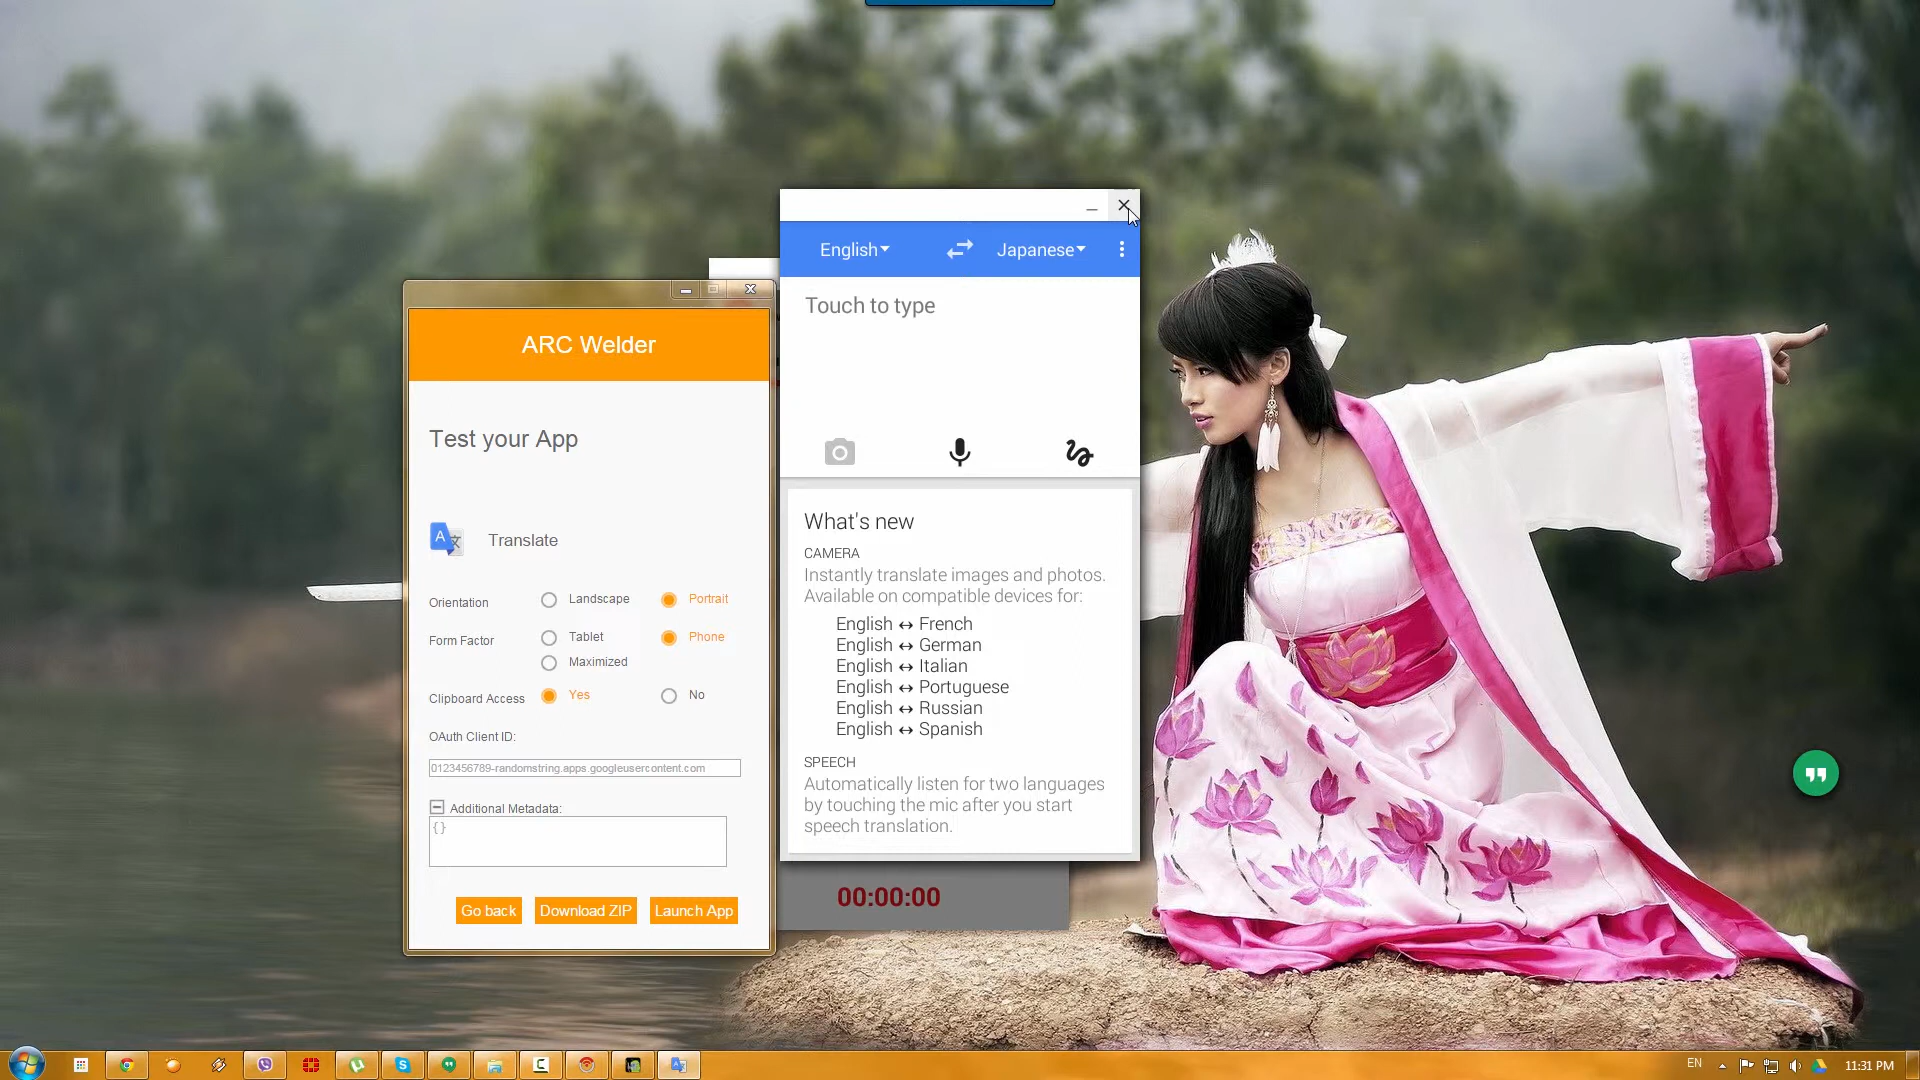 English
Japanese
Touch to type
ARC Welder
Test your App
A 文
Translate
Orientation
Landscape
Portrait
Form Factor
Tablet
Phone
Maximized
Clipboard Access
Yes
No
OAuth Client ID:
0123456789-randomstring.apps.googleusercontent.com
Additional Metadata:
{}
Go back
Download ZIP
Launch App
What's new
CAMERA
Instantly translate images and photos.
Available on compatible devices for:
English ↔ French
English ↔ German
English ↔ Italian
English ↔ Portuguese
English ↔ Russian
English ↔ Spanish
SPEECH
Automatically listen for two languages
by touching the mic after you start
speech translation.
00:00:00
EN
11:31 PM